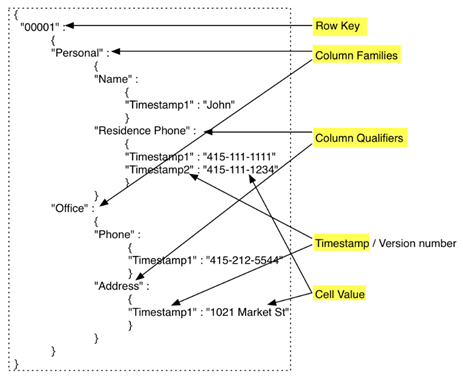 {
"00001" :
{
"Personal" :
{
"Name" :
{
"Timestamp1" : "John"
}
"Residence Phone" :
{
"Timestamp1" : "415-111-1111"
"Timestamp2" : "415-111-1234"
}
}
"Office" :
{
"Phone" :
{
"Timestamp1" : "415-212-5544"
}
"Address" :
{
"Timestamp1" : "1021 Market St"
}
}
}
}
Row Key
Column Families
Column Qualifiers
Timestamp / Version number
Cell Value